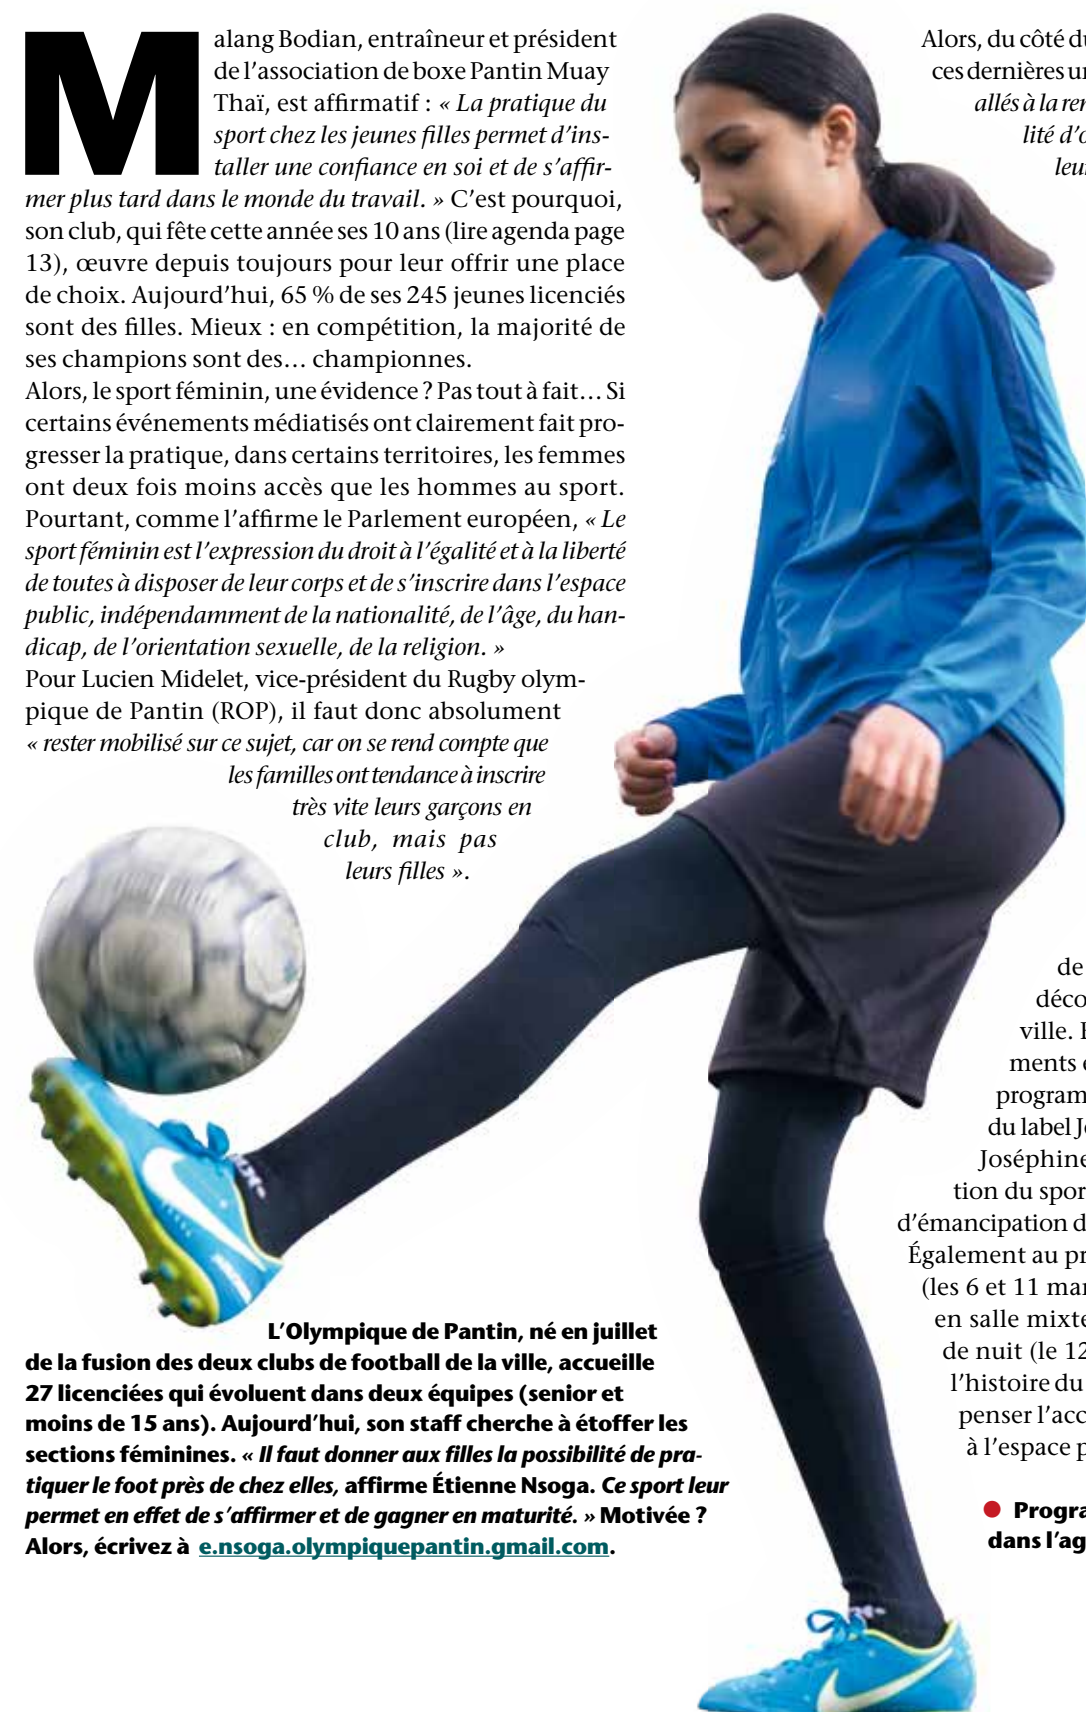 Malang Bodian, entraîneur et président
de l'association de boxe Pantin Muay
Thaï, est affirmatif : « La pratique du
sport chez les jeunes filles permet d'ins-
taller une confiance en soi et de s'affir-
mer plus tard dans le monde du travail. » C'est pourquoi,
son club, qui fête cette année ses 10 ans (lire agenda page
13), œuvre depuis toujours pour leur offrir une place
de choix. Aujourd'hui, 65 % de ses 245 jeunes licenciés
sont des filles. Mieux : en compétition, la majorité de
ses champions sont des… championnes.
Alors, le sport féminin, une évidence ? Pas tout à fait… Si
certains événements médiatisés ont clairement fait pro-
gresser la pratique, dans certains territoires, les femmes
ont deux fois moins accès que les hommes au sport.
Pourtant, comme l'affirme le Parlement européen, « Le
sport féminin est l'expression du droit à l'égalité et à la liberté
de toutes à disposer de leur corps et de s'inscrire dans l'espace
public, indépendamment de la nationalité, de l'âge, du han-
dicap, de l'orientation sexuelle, de la religion. »
Pour Lucien Midelet, vice-président du Rugby olym-
pique de Pantin (ROP), il faut donc absolument
« rester mobilisé sur ce sujet, car on se rend compte que
les familles ont tendance à inscrire
très vite leurs garçons en
club, mais pas
leurs filles ».
L'Olympique de Pantin, né en juillet
de la fusion des deux clubs de football de la ville, accueille
27 licenciées qui évoluent dans deux équipes (senior et
moins de 15 ans). Aujourd'hui, son staff cherche à étoffer les
sections féminines. « Il faut donner aux filles la possibilité de pra-
tiquer le foot près de chez elles, affirme Étienne Nsoga. Ce sport leur
permet en effet de s'affirmer et de gagner en maturité. » Motivée ?
Alors, écrivez à e.nsoga.olympiquepantin.gmail.com.
Alors, du côté du
ces dernières un
allés à la ren
lité d'o
leur
de
déco
ville. 
ments e
program
du label Jo
Joséphine
tion du spor
d'émancipation d
Également au pr
(les 6 et 11 mar
en salle mixte
de nuit (le 12
l'histoire du
penser l'acc
à l'espace p
● Progra
dans l'ag